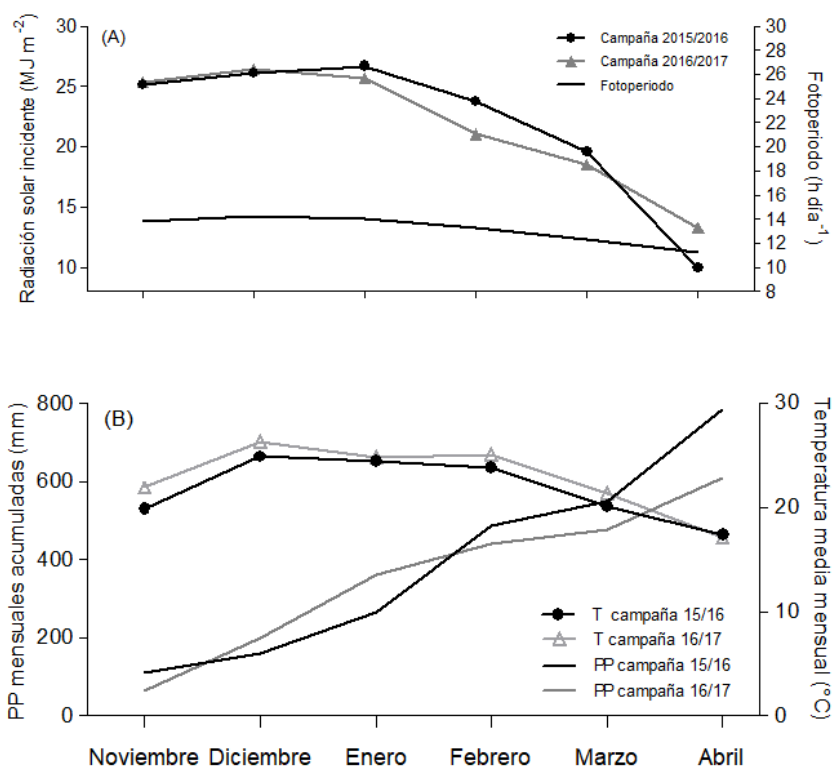 (A)
Radiación solar incidente (MJ m⁻²)
30
25
20
15
10
Campaña 2015/2016
Campaña 2016/2017
Fotoperiodo
30
28
26
24
22
20
18
16
14
12
10
8
Fotoperiodo (h día⁻¹)
(B)
PP mensuales acumuladas (mm)
800
600
400
200
0
T campaña 15/16
T campaña 16/17
PP campaña 15/16
PP campaña 16/17
30
20
10
0
Temperatura media mensual (°C)
Noviembre Diciembre Enero Febrero Marzo Abril